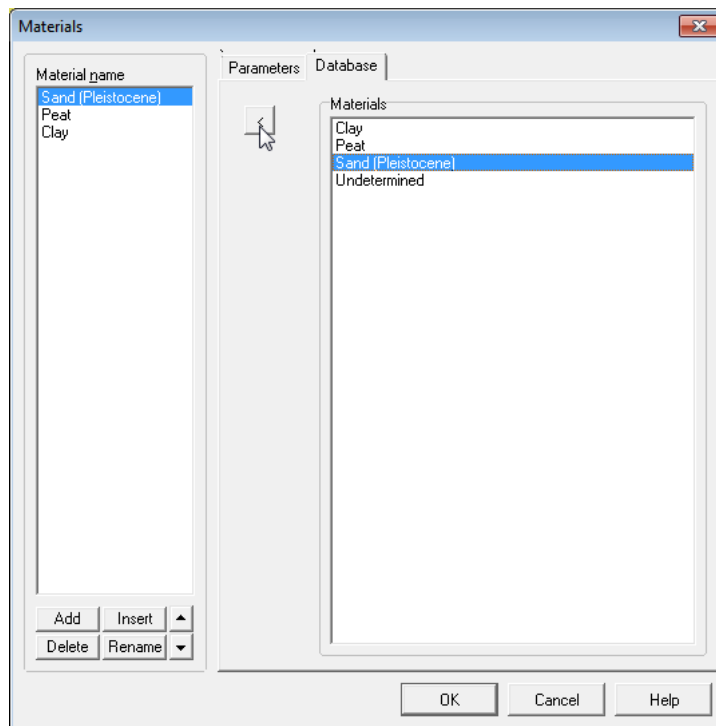 Materials
Material name
Sand (Pleistocene)
Peat
Clay
Add
Insert
Delete
Rename
Parameters
Database
<
Materials
Clay
Peat
Sand (Pleistocene)
Undetermined
OK
Cancel
Help